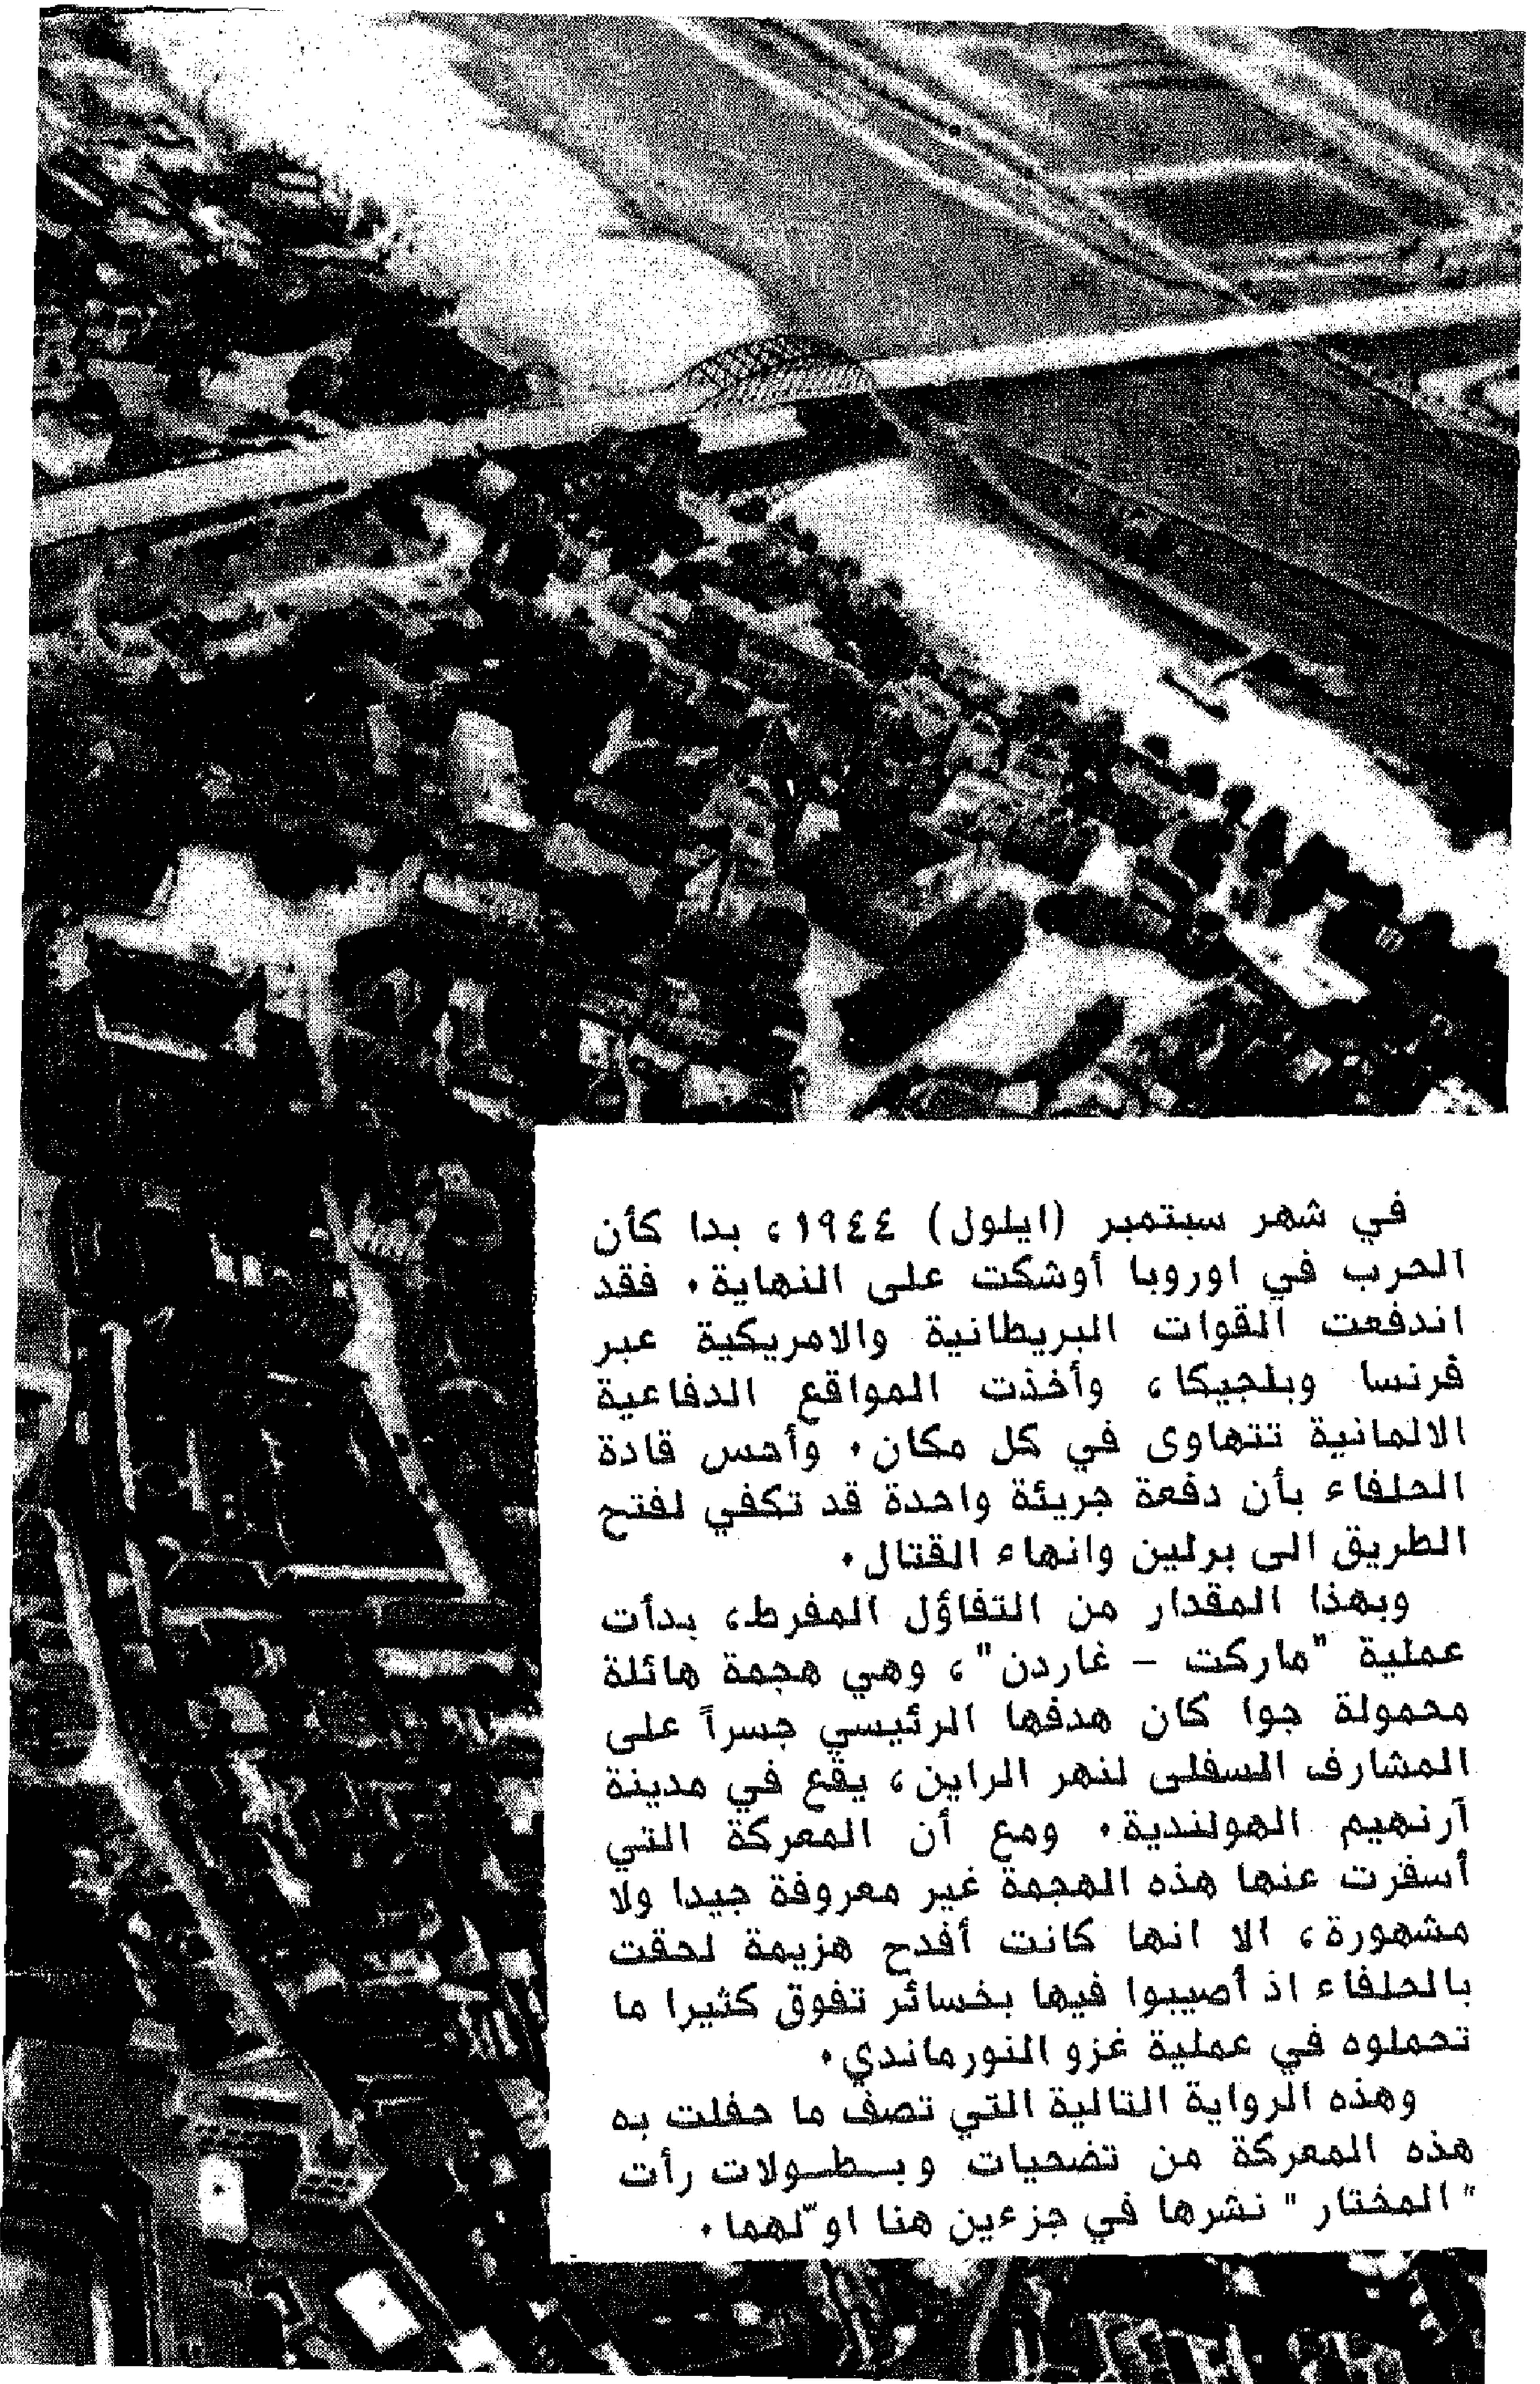 في شهر سبتمبر (ايلول) ١٩٤٤، بدا كأن
الحرب في اوروبا أوشكت على النهاية. فقد
اندفعت القوات البريطانية والامريكية عبر
فرنسا وبلجيكا، وأخذت المواقع الدفاعية
الالمانية تتهاوى في كل مكان. وأحس قادة
الحلفاء بأن دفعة جريئة واحدة قد تكفي لفتح
الطريق الى برلين وانهاء القتال.
وبهذا المقدار من التفاؤل المفرط، بدأت
عملية "ماركت - غاردن"، وهي هجمة هائلة
محمولة جوا كان هدفها الرئيسي جسراً على
المشارف السفلى لنهر الراين، يقع في مدينة
آرنهيم الهولندية. ومع أن المعركة التي
أسفرت عنها هذه الهجمة غير معروفة جيدا ولا
مشهورة، الا انها كانت أفدح هزيمة لحقت
بالحلفاء اذ أصيبوا فيها بخسائر تفوق كثيرا ما
تحملوه في عملية غزو النورماندي.
وهذه الرواية التالية التي تصف ما حفلت به
هذه المعركة من تضحيات وبـطـولات رأت
"المختار" نشرها في جزءين هنا اوّلهما.